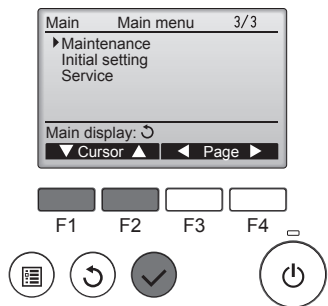 Main Main menu 3/3
Maintenance
Initial setting
Service
Main display:
Cursor Page
F1 F2 F3 F4